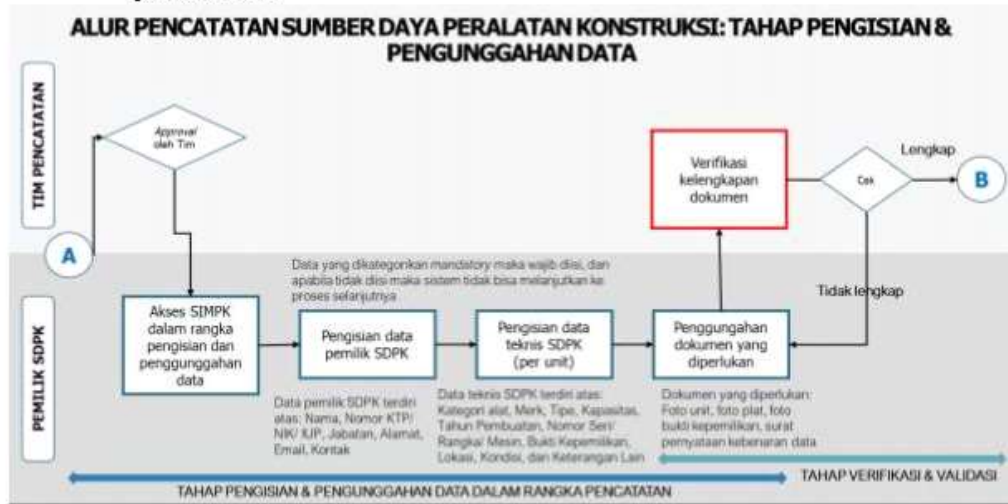 ALUR PENCATATAN SUMBER DAYA PERALATAN KONSTRUKSI: TAHAP PENGISIAN &
PENGUNGGAHAN DATA
TIM PENCATATAN
Approval
oleh Tim
A
Verifikasi
kelengkapan
dokumen
Cek
Lengkap
B
Tidak lengkap
PEMILIK SDPK
Data yang dikategorikan mandatory maka wajib diisi, dan
apabila tidak diisi maka sistem tidak bisa melanjutkan ke
proses selanjutnya
Akses SIMPK
dalam rangka
pengisian dan
penggunggahan
data
Pengisian data
pemilik SDPK
Pengisian data
teknis SDPK
(per unit)
Penggungahan
dokumen yang
diperlukan
Data pemilik SDPK terdiri
atas: Nama, Nomor KTP/
NIK/ IUP, Jabatan, Alamat,
Email, Kontak
Data teknis SDPK terdiri atas:
Kategori alat, Merk, Tipe, Kapasitas,
Tahun Pembuatan, Nomor Seri/
Rangka/ Mesin, Bukti Kepemilikan,
Lokasi, Kondisi, dan Keterangan Lain
Dokumen yang diperlukan:
Foto unit, foto plat, foto
bukti kepemilikan, surat
pernyataan kebenaran data
TAHAP PENGISIAN & PENGUNGGAHAN DATA DALAM RANGKA PENCATATAN
TAHAP VERIFIKASI & VALIDASI